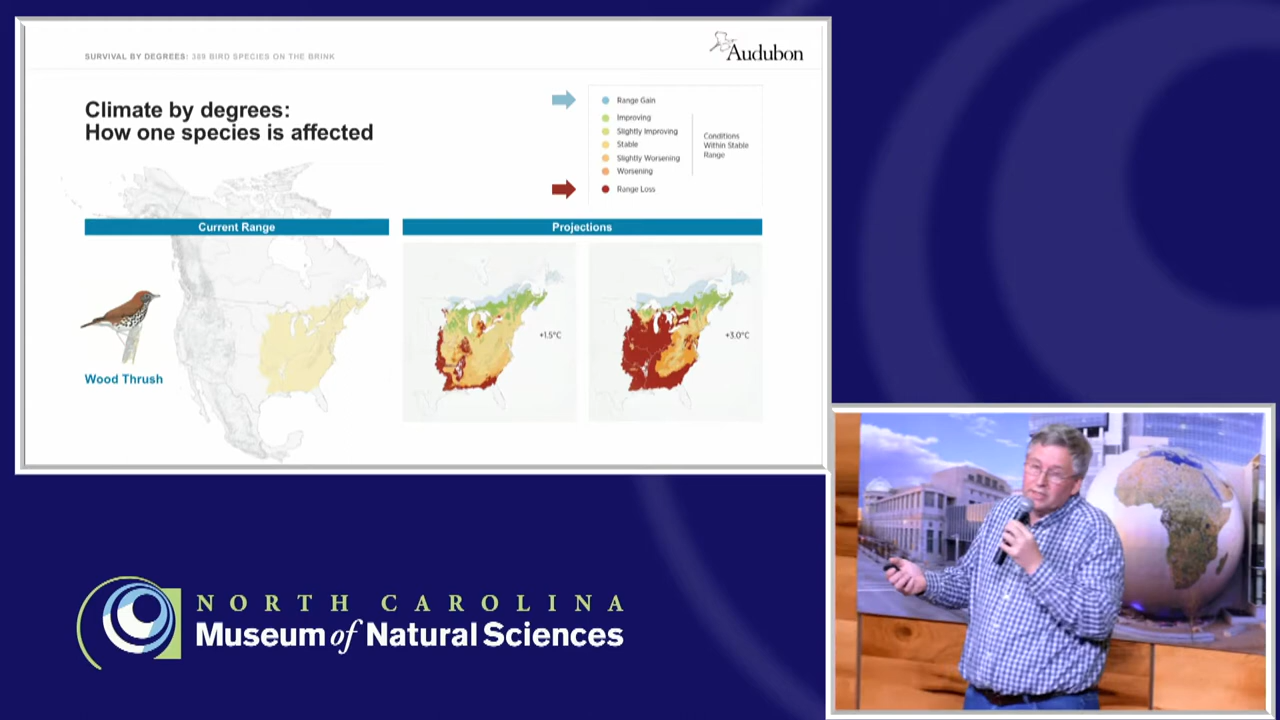 SURVIVAL BY DEGREES: 389 BIRD SPECIES ON THE BRINK
Audubon
Climate by degrees:
How one species is affected
Range Gain
Improving
Slightly Improving
Stable
Slightly Worsening
Worsening
Conditions
Within Stable
Range
Range Loss
Current Range
Projections
+1.5°C
+3.0°C
Wood Thrush
NORTH CAROLINA
Museum of Natural Sciences